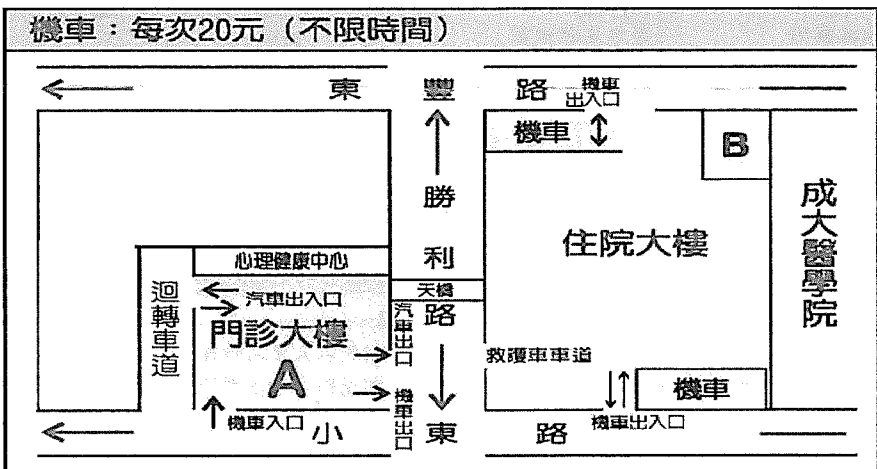 機車：每次20元（不限時間）
東 豐 路
機車
出入口
機車
B
勝利路
成大醫學院
住院大樓
心理健康中心
天橋
迴轉車道
汽車出入口
汽車出口
門診大樓
A
救護車車道
機車
機車入口
機車出口
機車出入口
小 東 路